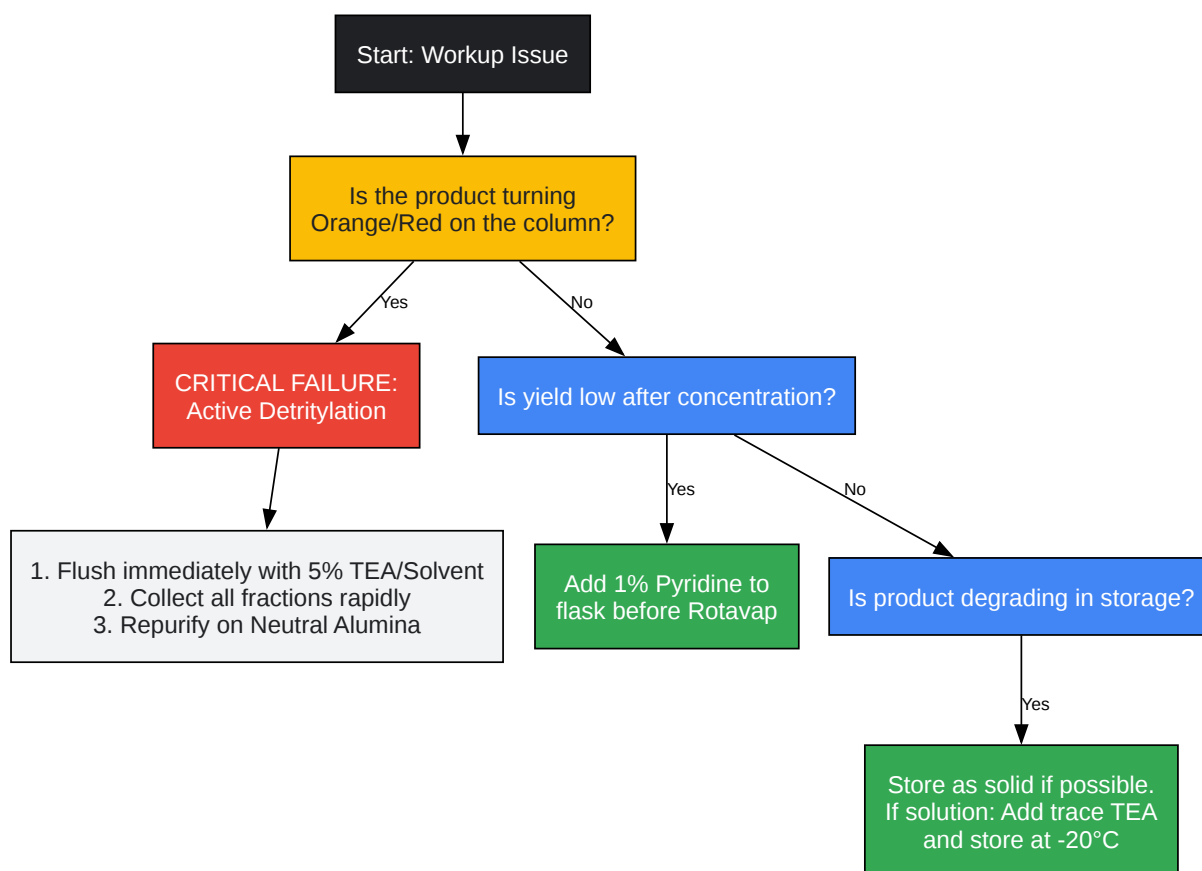 Start: Workup Issue
Is the product turning
Orange/Red on the column?
Yes
No
CRITICAL FAILURE:
Active Detritylation
Is yield low after concentration?
Yes
No
1. Flush immediately with 5% TEA/Solvent
2. Collect all fractions rapidly
3. Repurify on Neutral Alumina
Add 1% Pyridine to
flask before Rotavap
Is product degrading in storage?
Yes
Store as solid if possible.
If solution: Add trace TEA
and store at -20°C